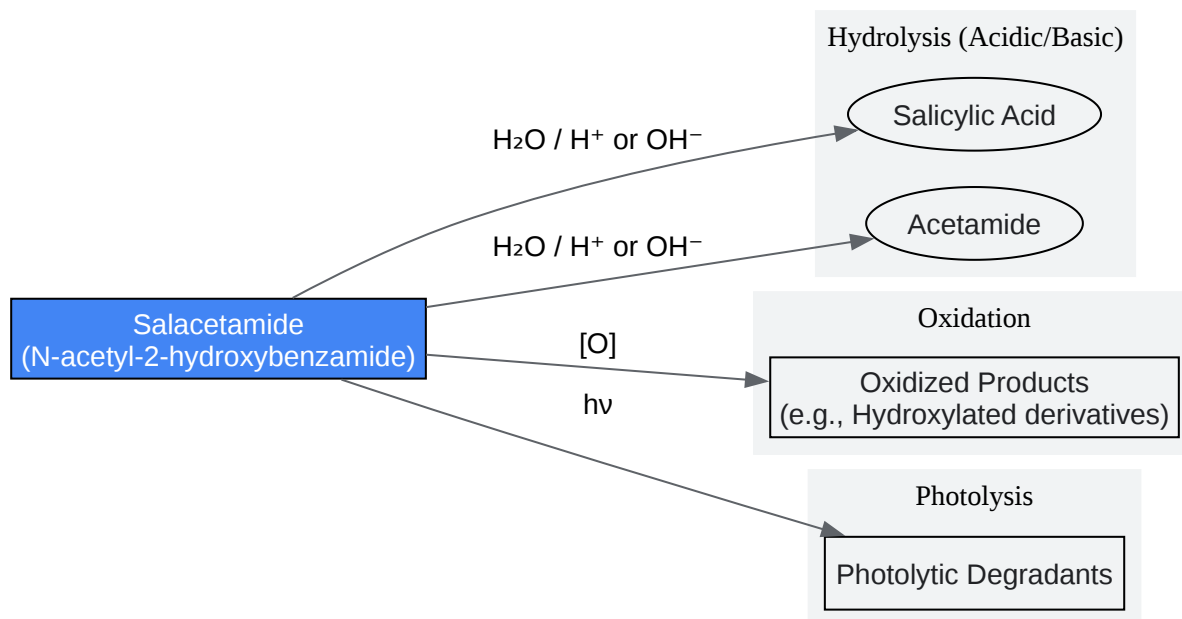 Hydrolysis (Acidic/Basic)
Salicylic Acid
H₂O / H⁺ or OH⁻
Acetamide
H₂O / H⁺ or OH⁻
Salacetamide
(N-acetyl-2-hydroxybenzamide)
Oxidation
[O]
Oxidized Products
(e.g., Hydroxylated derivatives)
hν
Photolysis
Photolytic Degradants